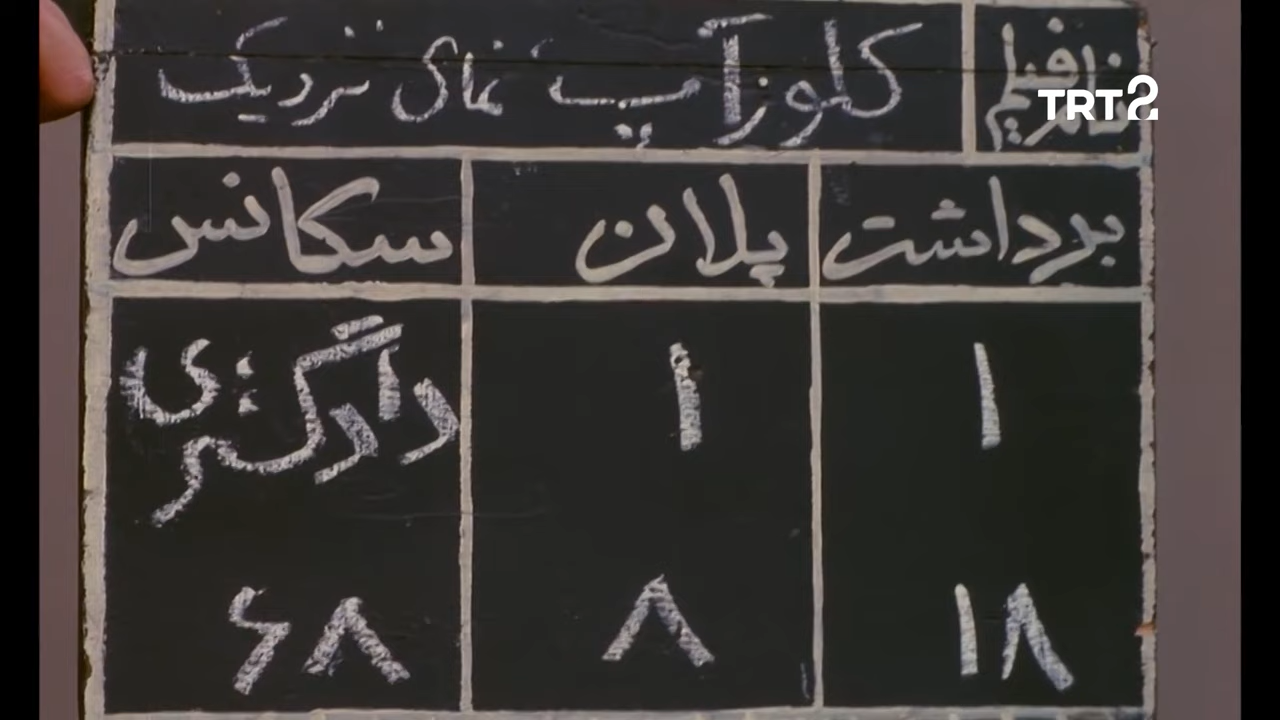 نام فیلم کلوزآپ نمای نزدیک
TRT2
برداشت پلان سکانس
۱ ۱ دادگستری
۱۸ ۸ ۶۸